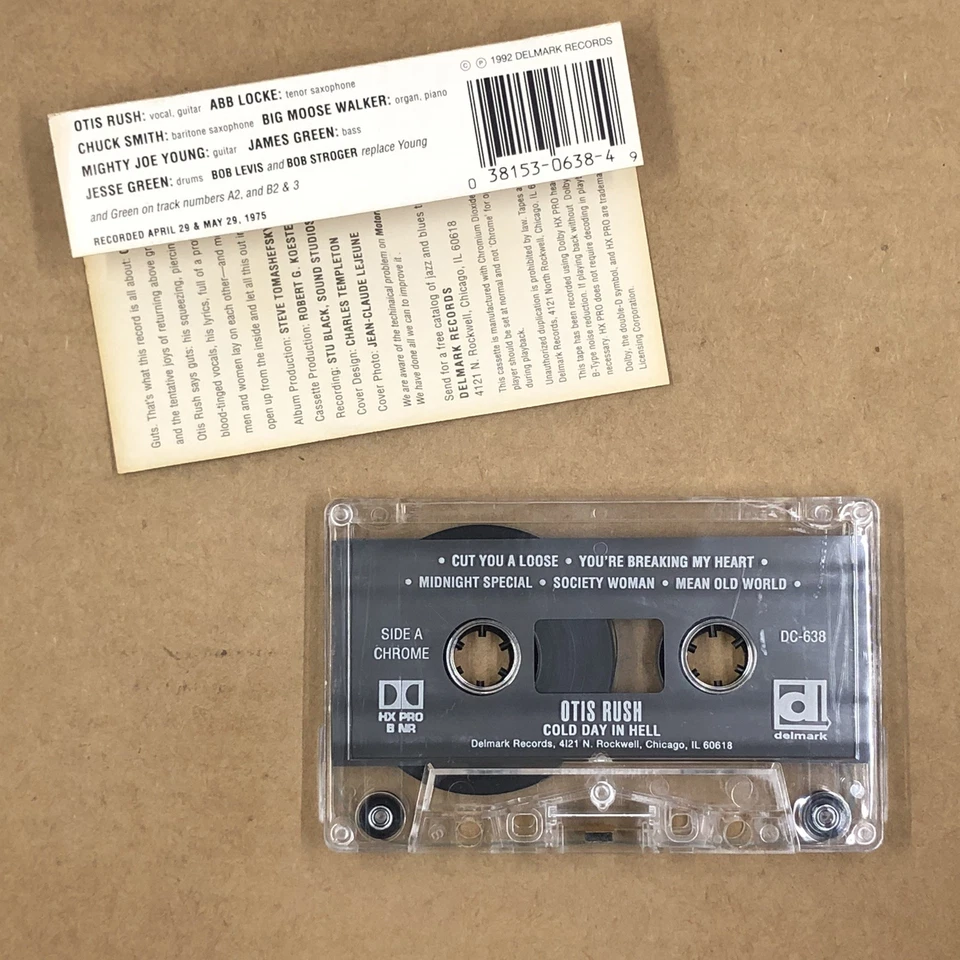 © ℗ 1992 DELMARK RECORDS
OTIS RUSH: vocal, guitar ABB LOCKE: tenor saxophone
CHUCK SMITH: baritone saxophone BIG MOOSE WALKER: organ, piano
MIGHTY JOE YOUNG: guitar JAMES GREEN: bass
JESSE GREEN: drums BOB LEVIS and BOB STROGER replace Young
and Green on track numbers A2, and B2 & 3
RECORDED APRIL 29 & MAY 29, 1975
0 38153-0638-4 9
Guts. That's what this record is all about:
and the tentative joys of returning above
Otis Rush says guts: his squeezing, piercing
blood-tinged vocals, his lyrics, full of a
men and women lay on each other—and
open up from the inside and let all this out
Album Production: STEVE TOMASHEFSKY
Cassette Production: ROBERT G.
Recording: STU BLACK, SOUND STUDIOS
Cover Design: CHARLES TEMPLETON
Cover Photo: JEAN-CLAUDE LEJEUNE
We are aware of the techinaical problem on
We have done all we can to improve it .
Send for a free catalog of jazz and blues
DELMARK RECORDS
4121 N. Rockwell, Chicago, IL 60618
This cassette is manufactured with Chromium Dioxide
player should be set at normal and not 'Chrome' for
during playback.
Unauthorized duplication is prohibited by law. Tapes
Delmark Records, 4121 North Rockwell, Chicago, IL
This tape has been recorded using Dolby HX PRO
B-Type noise reduction. If playing back without Dolby
necessary. HX PRO does not require decoding in
Dolby, the double-D symbol, and HX PRO are
Licensing Corporation.
• CUT YOU A LOOSE • YOU'RE BREAKING MY HEART •
• MIDNIGHT SPECIAL • SOCIETY WOMAN • MEAN OLD WORLD •
SIDE A
CHROME
DC-638
HX PRO
B NR
OTIS RUSH
COLD DAY IN HELL
Delmark Records, 4121 N. Rockwell, Chicago, IL 60618
d
delmark